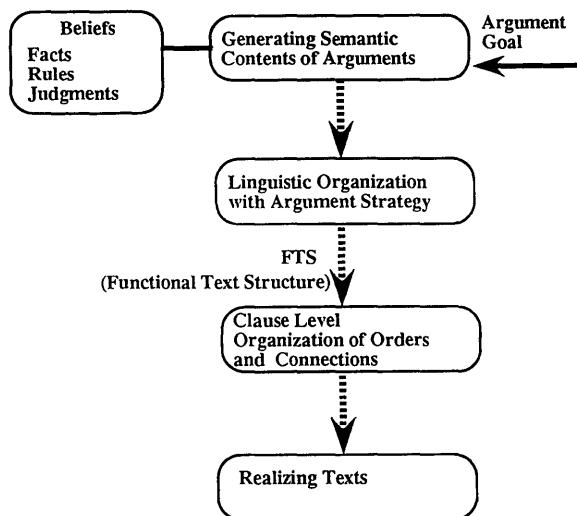 Beliefs
Facts
Rules
Judgments
Generating Semantic
Contents of Arguments
Argument
Goal
Linguistic Organization
with Argument Strategy
FTS
(Functional Text Structure)
Clause Level
Organization of Orders
and Connections
Realizing Texts